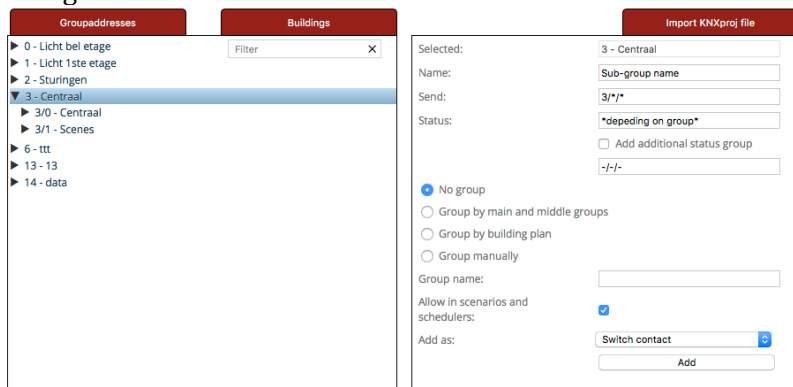 Groupaddresses
Buildings
Import KNXproj file
0 - Licht bel etage
Filter
1 - Licht 1ste etage
2 - Sturingen
3 - Centraal
3/0 - Centraal
3/1 - Scenes
6 - ttt
13 - 13
14 - data
Selected: 3 - Centraal
Name: Sub-group name
Send: 3/*/*
Status: *depeding on group*
Add additional status group
-/-/-
No group
Group by main and middle groups
Group by building plan
Group manually
Group name:
Allow in scenarios and
schedulers:
Add as: Switch contact
Add